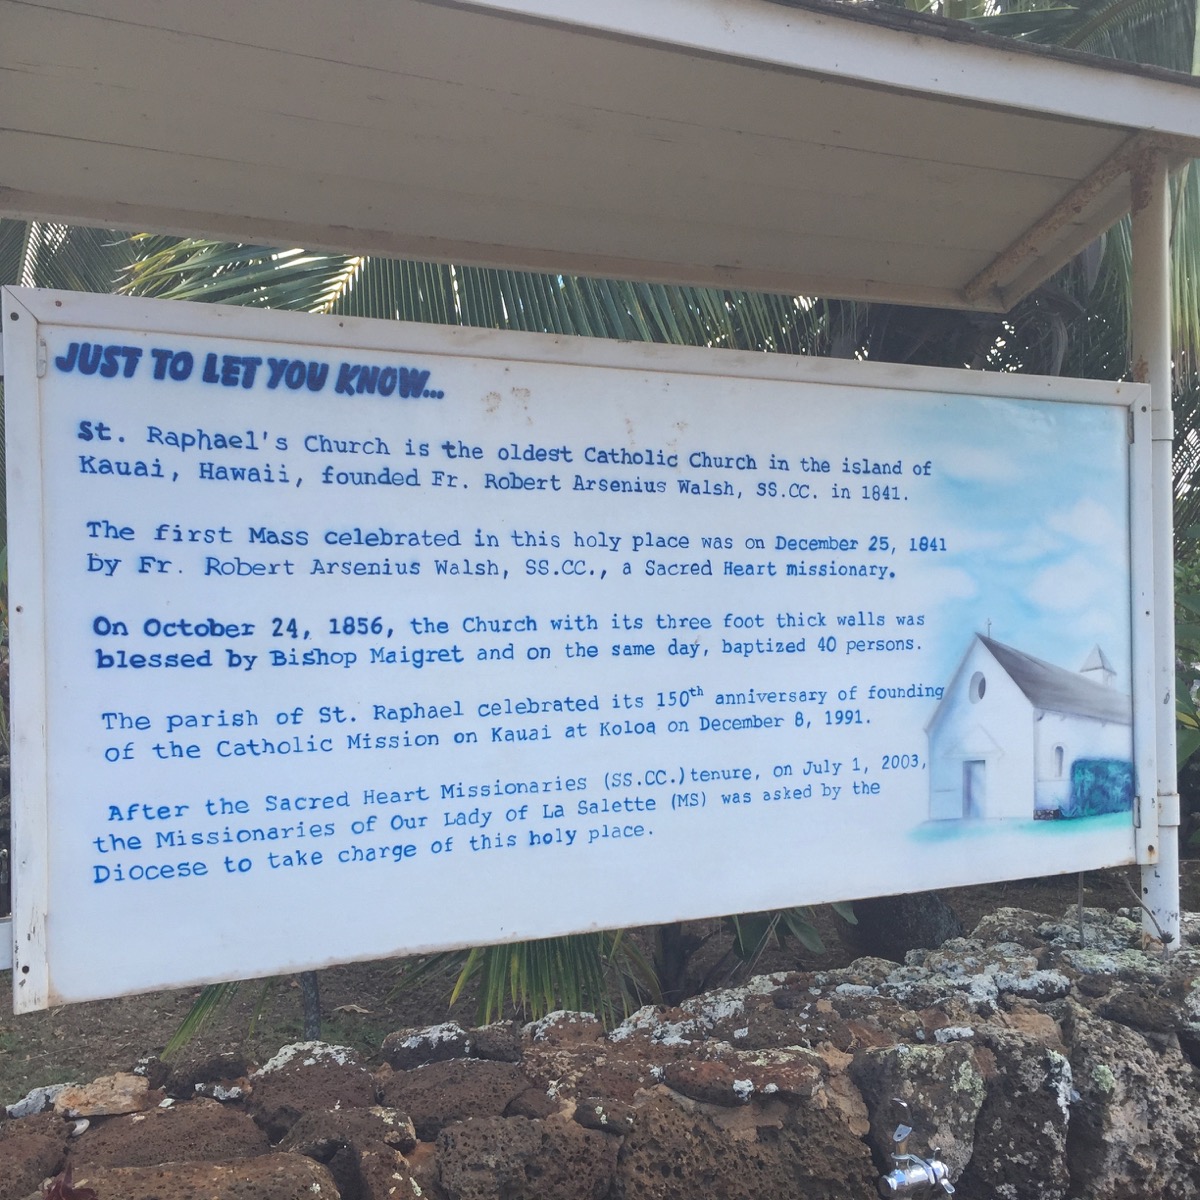 JUST TO LET YOU KNOW...
St. Raphael's Church is the oldest Catholic Church in the island of
Kauai, Hawaii, founded Fr. Robert Arsenius Walsh, SS.CC. in 1841.
The first Mass celebrated in this holy place was on December 25, 1841
by Fr. Robert Arsenius Walsh, SS.CC., a Sacred Heart missionary.
On October 24, 1856, the Church with its three foot thick walls was
blessed by Bishop Maigret and on the same day, baptized 40 persons.
The parish of St. Raphael celebrated its 150th anniversary of founding
of the Catholic Mission on Kauai at Koloa on December 8, 1991.
After the Sacred Heart Missionaries (SS.CC.) tenure, on July 1, 2003,
the Missionaries of Our Lady of La Salette (MS) was asked by the
Diocese to take charge of this holy place.